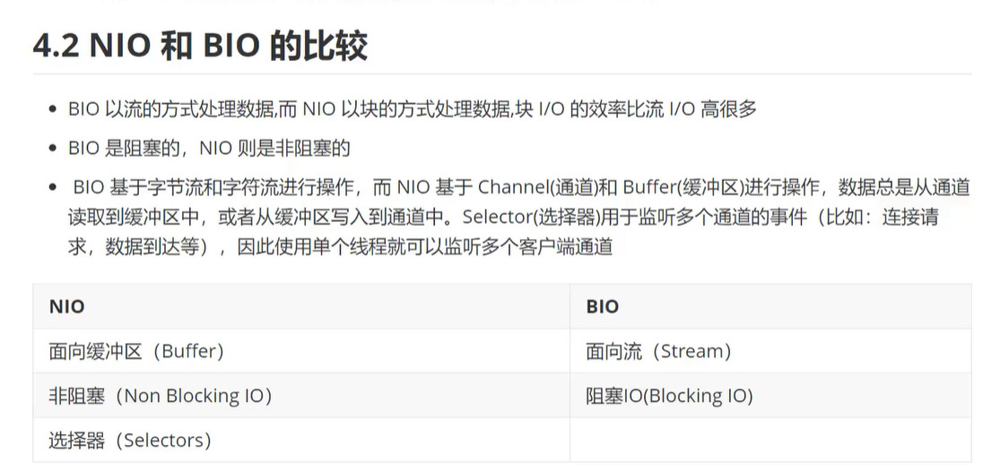 4.2 NIO 和 BIO 的比较
BIO 以流的方式处理数据,而 NIO 以块的方式处理数据,块 I/O 的效率比流 I/O 高很多
BIO 是阻塞的，NIO 则是非阻塞的
BIO 基于字节流和字符流进行操作，而 NIO 基于 Channel(通道)和 Buffer(缓冲区)进行操作，数据总是从通道
读取到缓冲区中，或者从缓冲区写入到通道中。Selector(选择器)用于监听多个通道的事件（比如：连接请
求，数据到达等），因此使用单个线程就可以监听多个客户端通道
NIO BIO
面向缓冲区（Buffer） 面向流（Stream）
非阻塞（Non Blocking IO） 阻塞IO(Blocking IO)
选择器（Selectors）